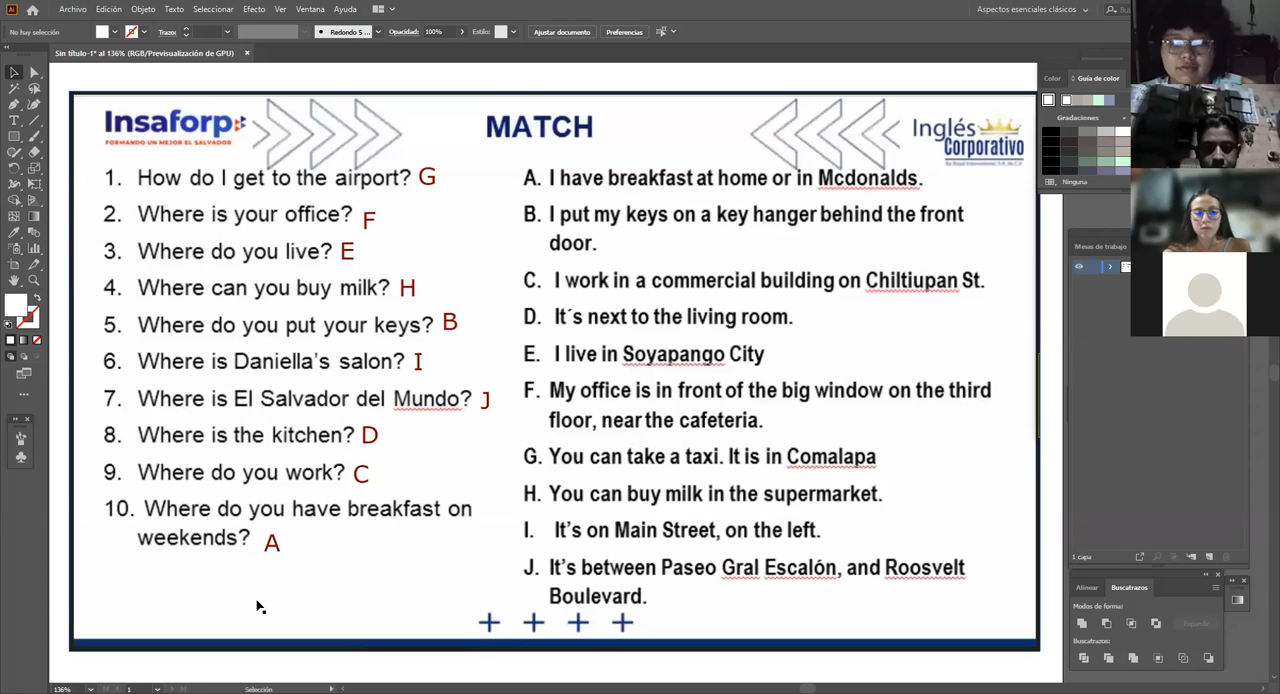 Archivo Edición Objeto Texto Seleccionar Efecto Ver Ventana Ayuda
Aspectos esenciales clásicos
No hay selección
Trazo:
Redondo 5 ...
Opacidad: 100%
Estilo:
Ajustar documento
Preferencias
Sin título-1* al 136% (RGB/Previsualización de GPU)
Insaforp
FORMANDO UN MEJOR EL SALVADOR
MATCH
Inglés
Corporativo
1. How do I get to the airport? G
2. Where is your office? F
3. Where do you live? E
4. Where can you buy milk? H
5. Where do you put your keys? B
6. Where is Daniella's salon? I
7. Where is El Salvador del Mundo? J
8. Where is the kitchen? D
9. Where do you work? C
10. Where do you have breakfast on
weekends? A
A. I have breakfast at home or in Mcdonalds.
B. I put my keys on a key hanger behind the front
door.
C. I work in a commercial building on Chiltiupan St.
D. It´s next to the living room.
E. I live in Soyapango City
F. My office is in front of the big window on the third
floor, near the cafeteria.
G. You can take a taxi. It is in Comalapa
H. You can buy milk in the supermarket.
I. It's on Main Street, on the left.
J. It's between Paseo Gral Escalón, and Roosvelt
Boulevard.
Color Guía de color
Gradaciones
Ninguna
Mesas de trabajo
1 capa
Alinear Buscatrazos
Modos de forma:
Expandir
Buscatrazos:
136%
1
Selección